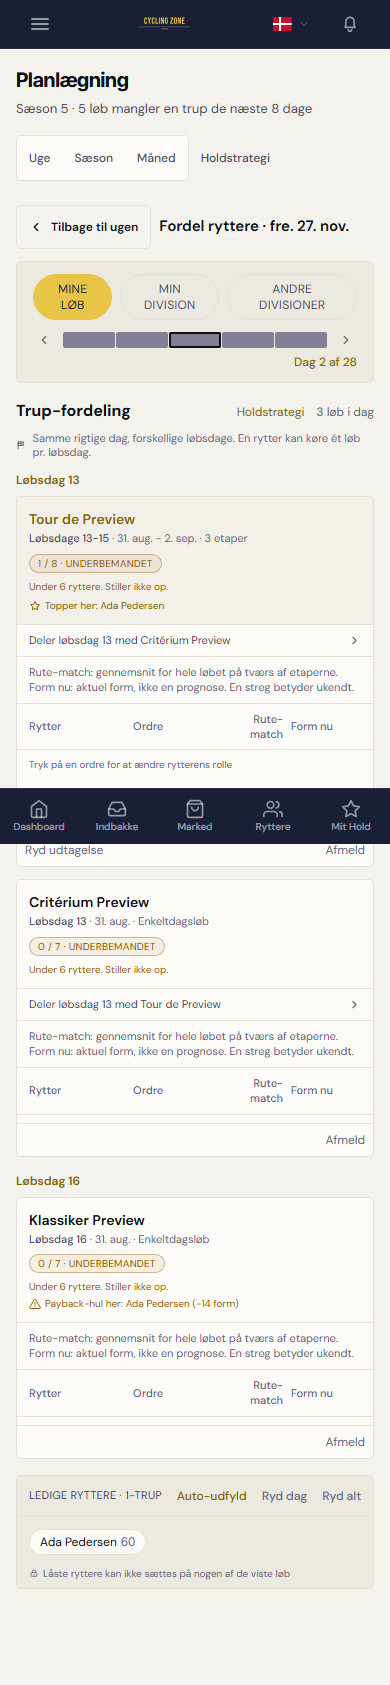 CYCLING ZONE
Planlægning
Sæson 5 · 5 løb mangler en trup de næste 8 dage
Uge Sæson Måned Holdstrategi
Tilbage til ugen Fordel ryttere · fre. 27. nov.
MINE LØB
MIN DIVISION
ANDRE DIVISIONER
Dag 2 af 28
Trup-fordeling Holdstrategi 3 løb i dag
Samme rigtige dag, forskellige løbsdage. En rytter kan køre ét løb
pr. løbsdag.
Løbsdag 13
Tour de Preview
Løbsdage 13-15 · 31. aug. - 2. sep. · 3 etaper
1 / 8 · UNDERBEMANDET
Under 6 ryttere. Stiller ikke op.
Topper her: Ada Pedersen
Deler løbsdag 13 med Critérium Preview
Rute-match: gennemsnit for hele løbet på tværs af etaperne.
Form nu: aktuel form, ikke en prognose. En streg betyder ukendt.
Rytter Ordre Rute-match Form nu
Tryk på en ordre for at ændre rytterens rolle
Dashboard Indbakke Marked Ryttere Mit Hold
Ryd udtagelse Afmeld
Critérium Preview
Løbsdag 13 · 31. aug. · Enkeltdagsløb
0 / 7 · UNDERBEMANDET
Under 6 ryttere. Stiller ikke op.
Deler løbsdag 13 med Tour de Preview
Rute-match: gennemsnit for hele løbet på tværs af etaperne.
Form nu: aktuel form, ikke en prognose. En streg betyder ukendt.
Rytter Ordre Rute-match Form nu
Afmeld
Løbsdag 16
Klassiker Preview
Løbsdag 16 · 31. aug. · Enkeltdagsløb
0 / 7 · UNDERBEMANDET
Under 6 ryttere. Stiller ikke op.
Payback-hul her: Ada Pedersen (-14 form)
Rute-match: gennemsnit for hele løbet på tværs af etaperne.
Form nu: aktuel form, ikke en prognose. En streg betyder ukendt.
Rytter Ordre Rute-match Form nu
Afmeld
LEDIGE RYTTERE · 1-TRUP Auto-udfyld · Ryd dag · Ryd alt
Ada Pedersen 60
Låste ryttere kan ikke sættes på nogen af de viste løb